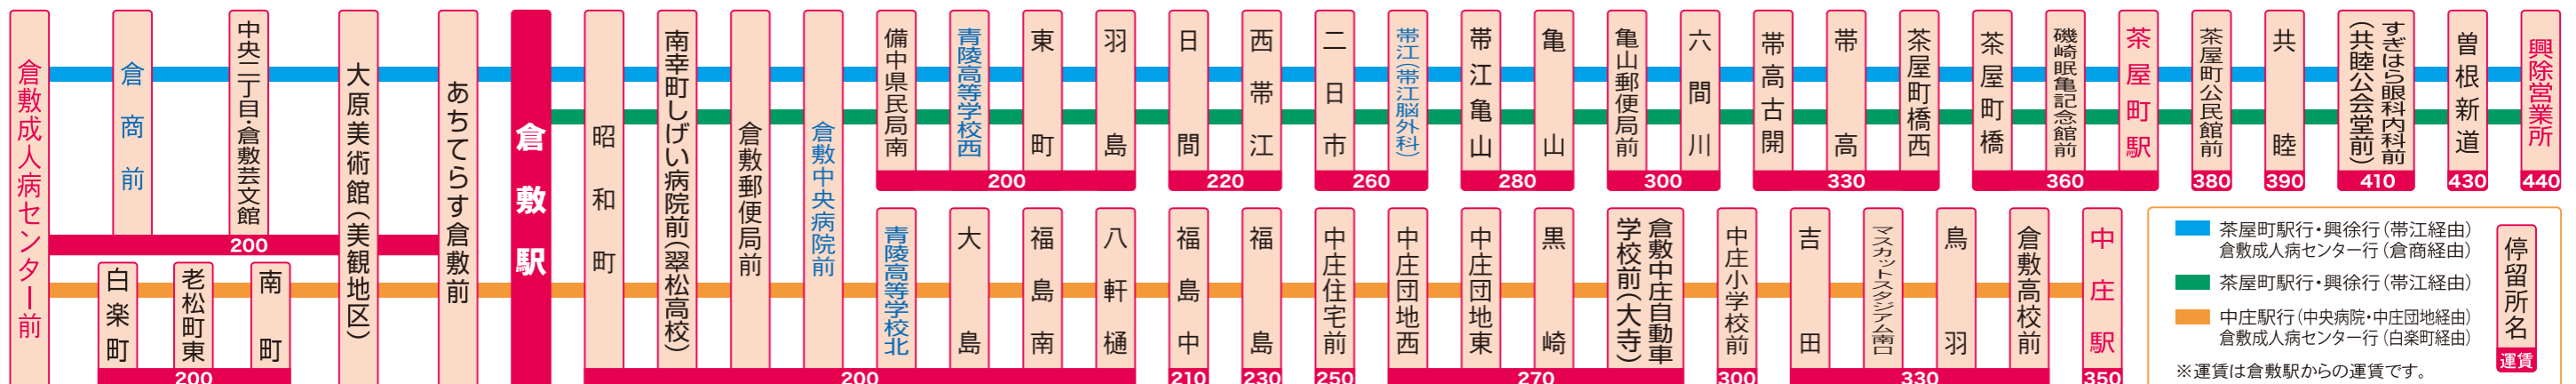 倉敷成人病センター前
倉商前
中央二丁目・倉敷芸文館
大原美術館(美観地区)
あちてらす倉敷前
倉敷駅
昭和町
南幸町しげい病院前(翠松高校)
倉敷郵便局前
倉敷中央病院前
備中県民局南
青陵高等学校西
東町
羽島
日間
西帯江
二日市
帯江(帯江脳外科)
帯江亀山
亀山
亀山郵便局前
六間川
帯高古開
帯高
茶屋町橋西
茶屋町橋
磯崎眠亀記念館前
茶屋町駅
茶屋町公民館前
共睦
すぎはら眼科内科前
(共睦公会堂前)
曽根新道
興除営業所
200
220
260
280
300
330
360
380
390
410
430
440
200
白楽町
老松町東
南町
200
青陵高等学校北
大島
福島南
八軒樋
福島中
福島
中庄住宅前
中庄団地西
中庄団地東
黒崎
倉敷中庄自動車
学校前(大寺)
中庄小学校前
吉田
マスカットスタジアム南口
鳥羽
倉敷高校前
中庄駅
200
210
230
250
270
300
330
350
茶屋町駅行・興徐行(帯江経由)
倉敷成人病センター行(倉商経由)
茶屋町駅行・興徐行(帯江経由)
中庄駅行(中央病院・中庄団地経由)
倉敷成人病センター行(白楽町経由)
※運賃は倉敷駅からの運賃です。
停留所名
運賃